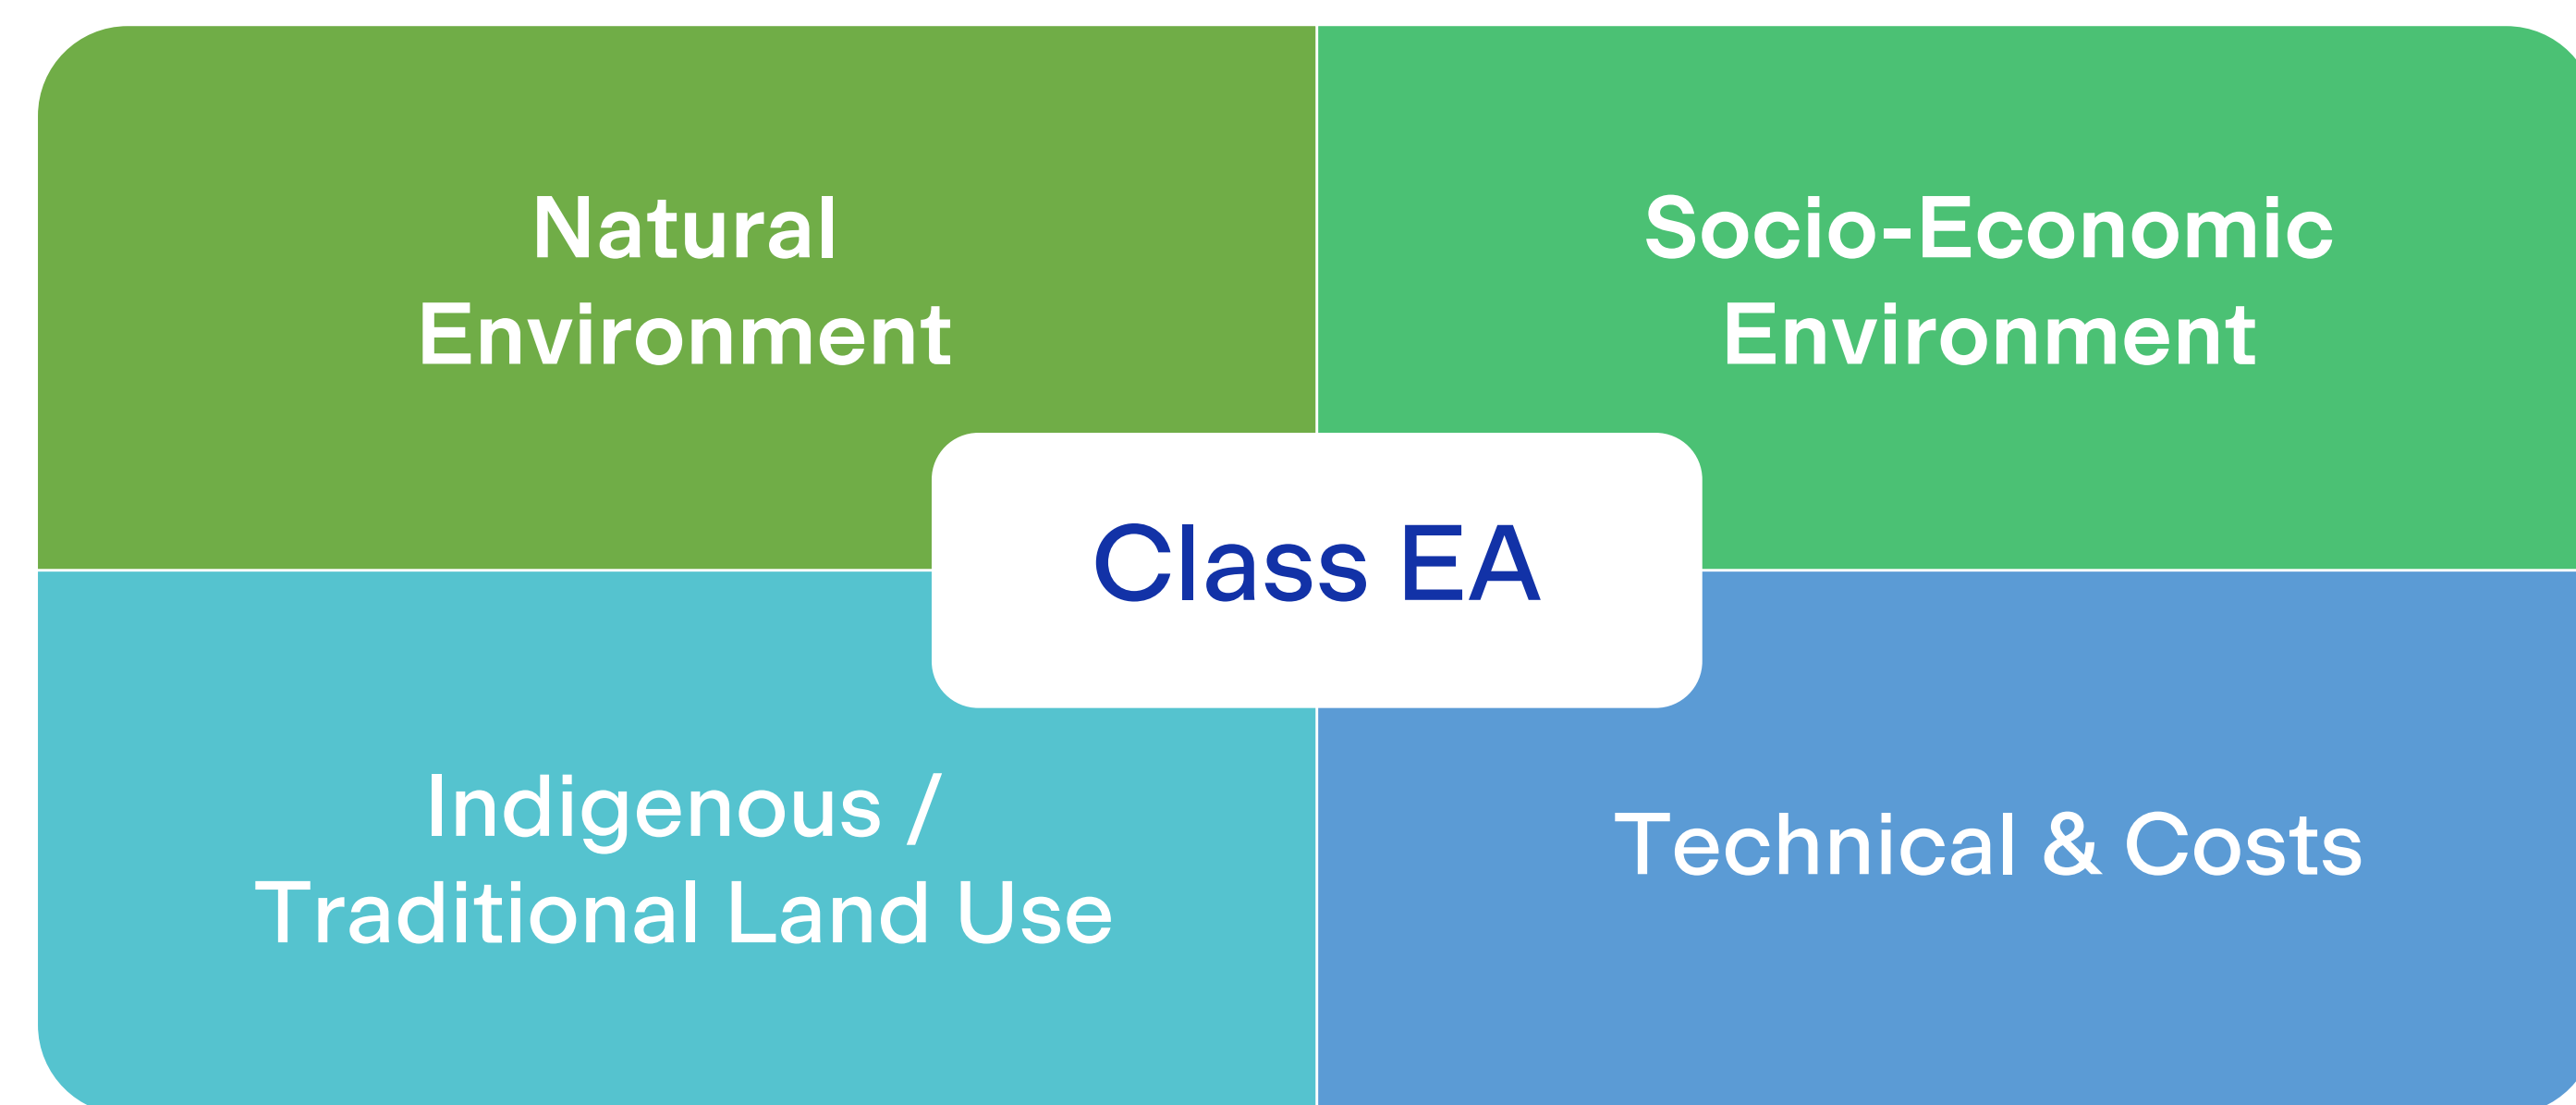 Natural
Environment
Socio-Economic
Environment
Class EA
Indigenous /
Traditional Land Use
Technical & Costs